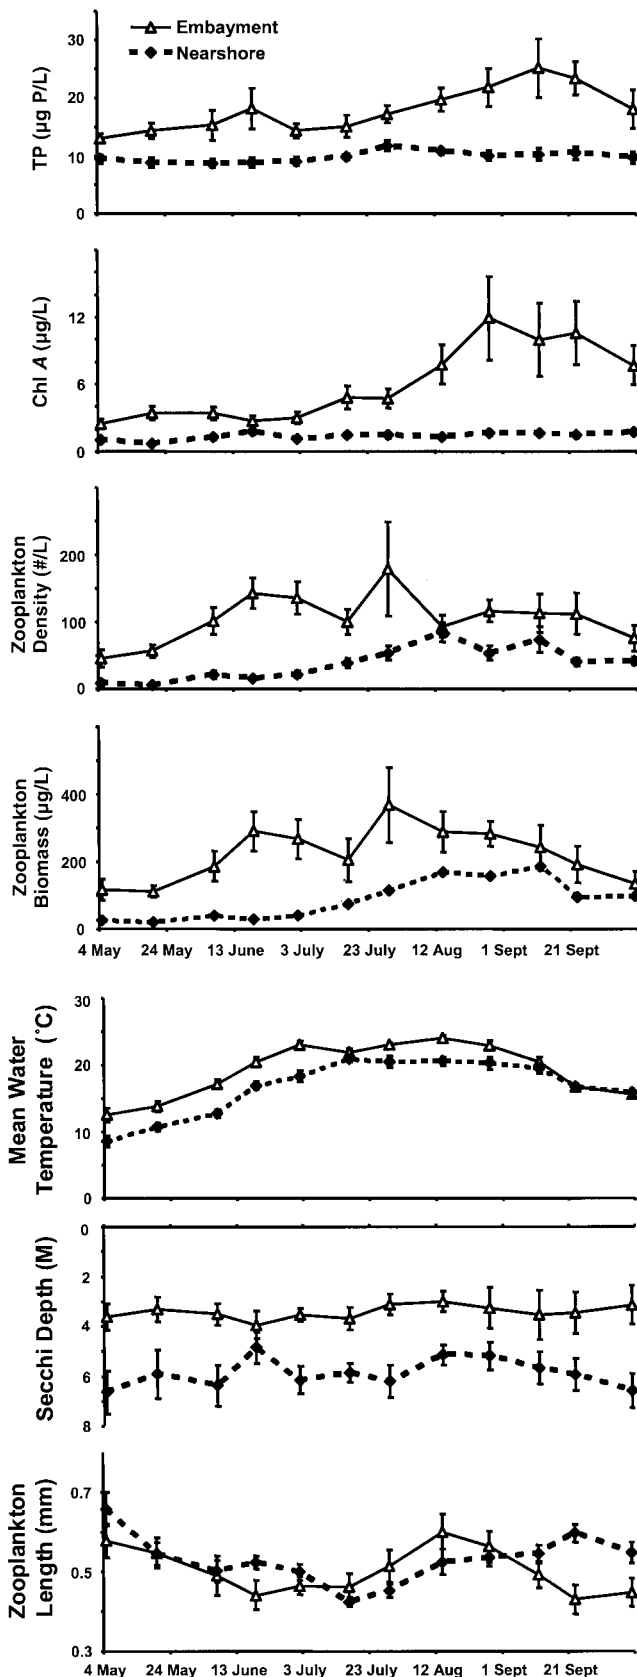 Embayment
Nearshore
TP (µg P/L)
30
20
10
0
Chl A (µg/L)
12
6
0
Zooplankton
Density (#/L)
200
100
0
Zooplankton
Biomass (µg/L)
400
200
0
4 May 24 May 13 June 3 July 23 July 12 Aug 1 Sept 21 Sept
Mean Water
Temperature (°C)
30
20
10
0
Secchi Depth (M)
0
2
4
6
8
Zooplankton
Length (mm)
0.7
0.5
0.3
4 May 24 May 13 June 3 July 23 July 12 Aug 1 Sept 21 Sept